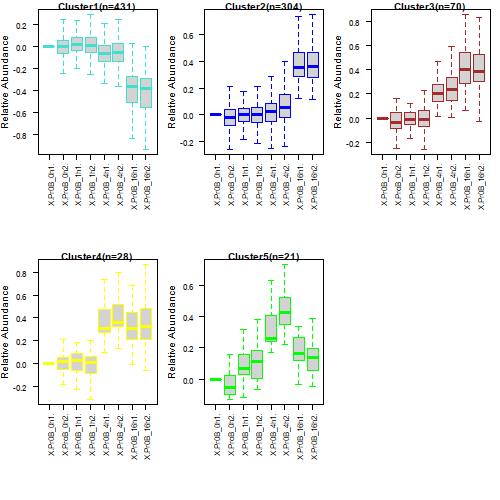 Cluster1(n=431)
Relative Abundance
0.2
0.0
-0.2
-0.4
-0.6
-0.8
X.Pr0B_0h1.
X.Pr0B_0h2.
X.Pr0B_1h1.
X.Pr0B_1h2.
X.Pr0B_4h1.
X.Pr0B_4h2.
X.Pr0B_16h1.
X.Pr0B_16h2.
Cluster2(n=304)
Relative Abundance
0.6
0.4
0.2
0.0
-0.2
X.Pr0B_0h1.
X.Pr0B_0h2.
X.Pr0B_1h1.
X.Pr0B_1h2.
X.Pr0B_4h1.
X.Pr0B_4h2.
X.Pr0B_16h1.
X.Pr0B_16h2.
Cluster3(n=70)
Relative Abundance
0.8
0.6
0.4
0.2
0.0
-0.2
X.Pr0B_0h1.
X.Pr0B_0h2.
X.Pr0B_1h1.
X.Pr0B_1h2.
X.Pr0B_4h1.
X.Pr0B_4h2.
X.Pr0B_16h1.
X.Pr0B_16h2.
Cluster4(n=28)
Relative Abundance
0.8
0.6
0.4
0.2
0.0
-0.2
X.Pr0B_0h1.
X.Pr0B_0h2.
X.Pr0B_1h1.
X.Pr0B_1h2.
X.Pr0B_4h1.
X.Pr0B_4h2.
X.Pr0B_16h1.
X.Pr0B_16h2.
Cluster5(n=21)
Relative Abundance
0.6
0.4
0.2
0.0
X.Pr0B_0h1.
X.Pr0B_0h2.
X.Pr0B_1h1.
X.Pr0B_1h2.
X.Pr0B_4h1.
X.Pr0B_4h2.
X.Pr0B_16h1.
X.Pr0B_16h2.